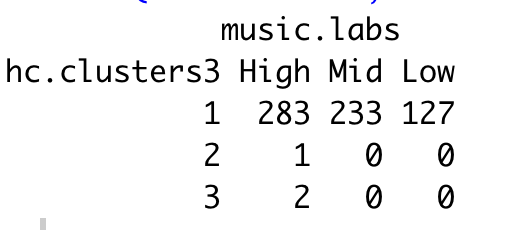 music.labs
hc.clusters3 High Mid Low
1 283 233 127
2 1 0 0
3 2 0 0